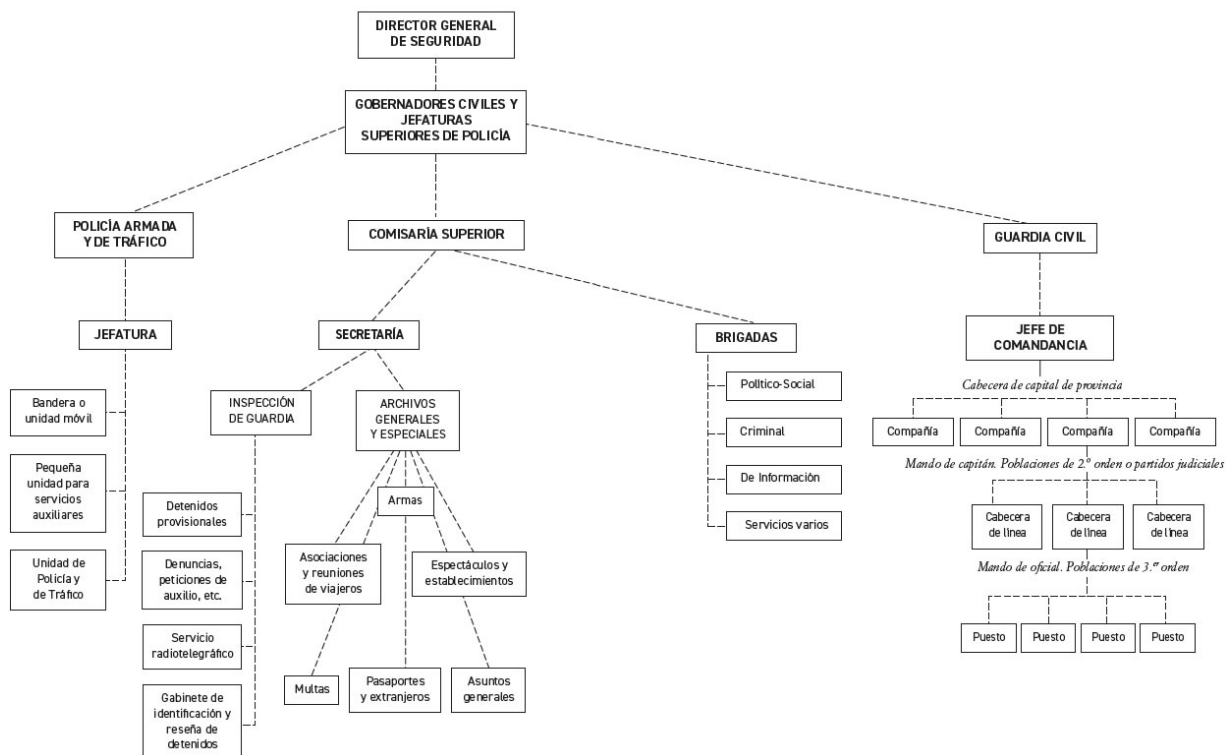 DIRECTOR GENERAL
DE SEGURIDAD
GOBERNADORES CIVILES Y
JEFATURAS
SUPERIORES DE POLICÍA
POLICÍA ARMADA
Y DE TRÁFICO
COMISARÍA SUPERIOR
GUARDIA CIVIL
JEFATURA
SECRETARÍA
BRIGADAS
JEFE DE
COMANDANCIA
Bandera o
unidad móvil
Pequeña
unidad para
servicios
auxiliares
Unidad de
Policía y
de Tráfico
INSPECCIÓN
DE GUARDIA
Detenidos
provisionales
Denuncias,
peticiones de
auxilio, etc.
Servicio
radiotelegráfico
Gabinete de
identificación y
reseña de
detenidos
ARCHIVOS
GENERALES
Y ESPECIALES
Armas
Asociaciones
y reuniones
de viajeros
Espectáculos y
establecimientos
Multas
Pasaportes
y extranjeros
Asuntos
generales
Político-Social
Criminal
De Información
Servicios varios
Cabecera de capital de provincia
Compañía
Compañía
Compañía
Compañía
Mando de capitán. Poblaciones de 2.º orden o partidos judiciales
Cabecera
de línea
Cabecera
de línea
Cabecera
de línea
Mando de oficial. Poblaciones de 3.er orden
Puesto
Puesto
Puesto
Puesto